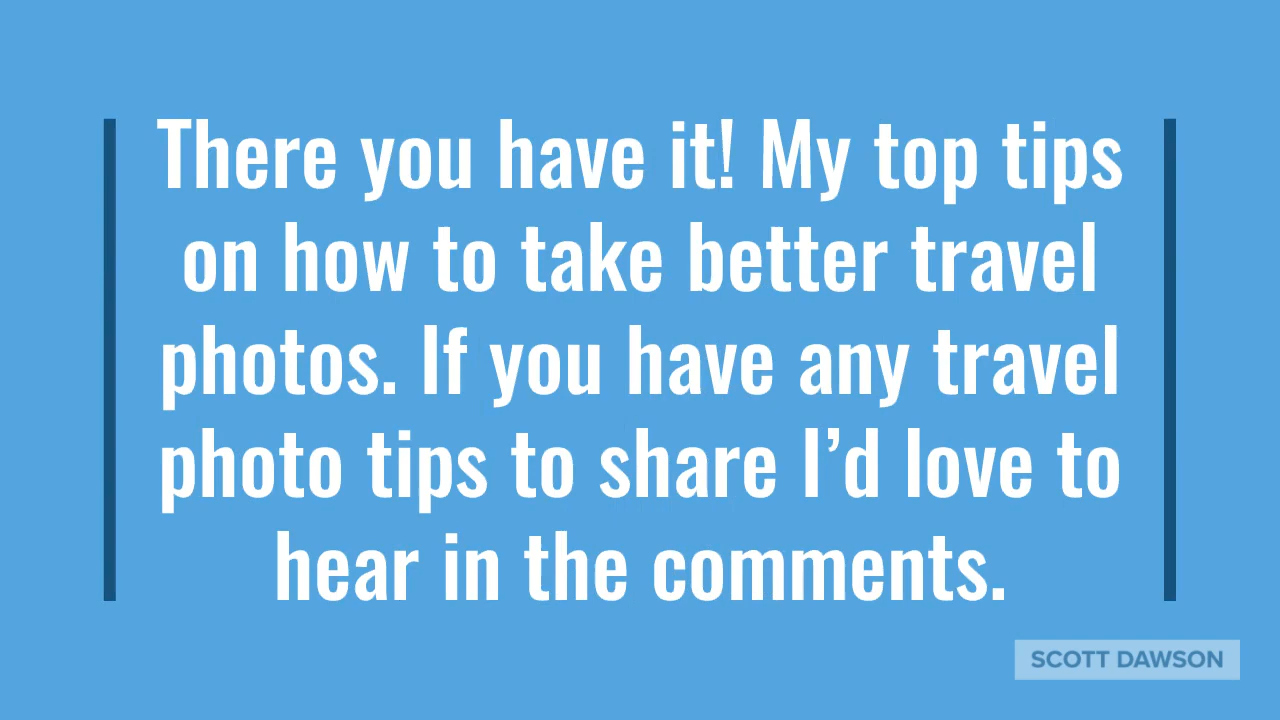 There you have it! My top tips
on how to take better travel
photos. If you have any travel
photo tips to share I’d love to
hear in the comments.
SCOTT DAWSON